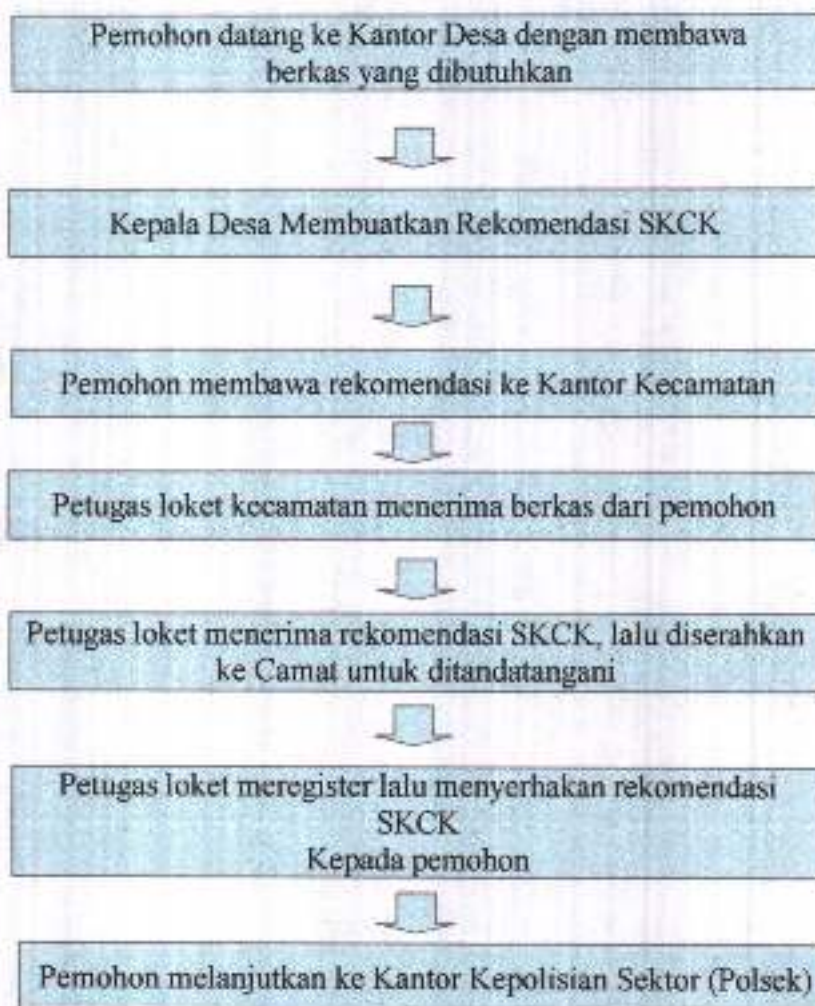 Pemohon datang ke Kantor Desa dengan membawa
berkas yang dibutuhkan
Kepala Desa Membuatkan Rekomendasi SKCK
Pemohon membawa rekomendasi ke Kantor Kecamatan
Petugas loket kecamatan menerima berkas dari pemohon
Petugas loket menerima rekomendasi SKCK, lalu diserahkan
ke Camat untuk ditandatangani
Petugas loket meregister lalu menyerhakan rekomendasi
SKCK
Kepada pemohon
Pemohon melanjutkan ke Kantor Kepolisian Sektor (Polsek)